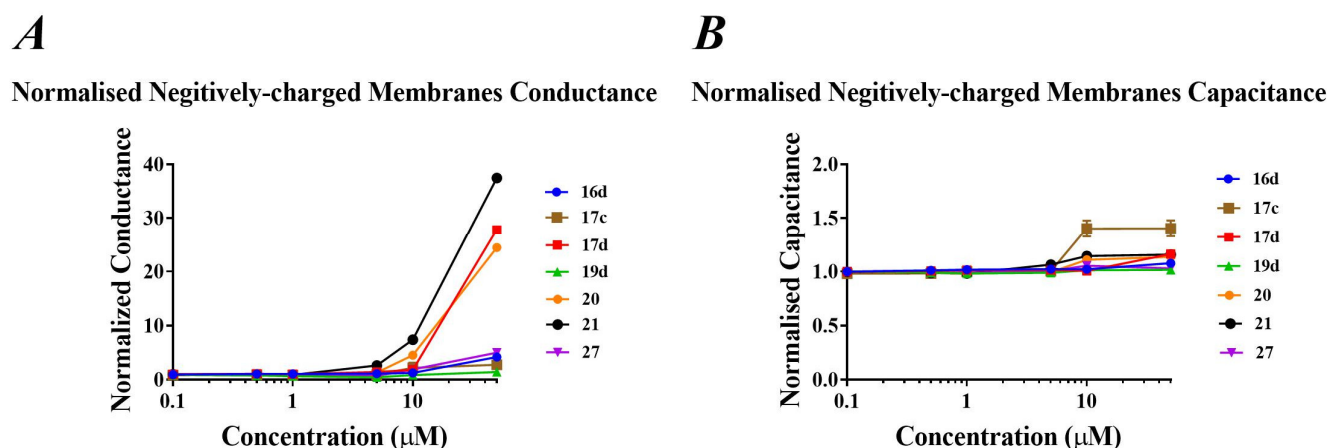 A
Normalised Negitively-charged Membranes Conductance
Normalized Conductance
40
30
20
10
0
0.1
1
10
Concentration (μM)
16d
17c
17d
19d
20
21
27
B
Normalised Negitively-charged Membranes Capacitance
Normalised Capacitance
2.0
1.5
1.0
0.5
0.0
0.1
1
10
Concentration (μM)
16d
17c
17d
19d
20
21
27